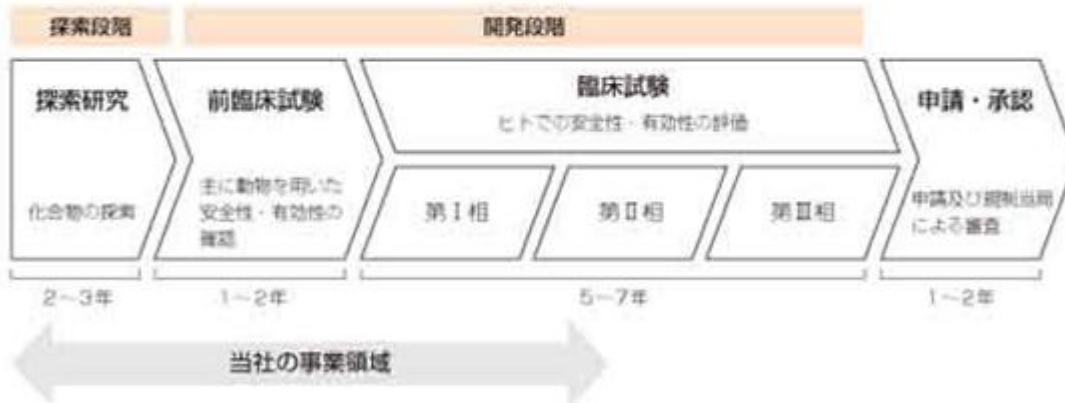 探索段階
開発段階
探索研究
化合物の探索
前臨床試験
主に動物を用いた
安全性・有効性の
確認
臨床試験
ヒトでの安全性・有効性の評価
第Ⅰ相
第Ⅱ相
第Ⅲ相
申請・承認
申請及び規制当局
による審査
2～3年
1～2年
5～7年
1～2年
当社の事業領域